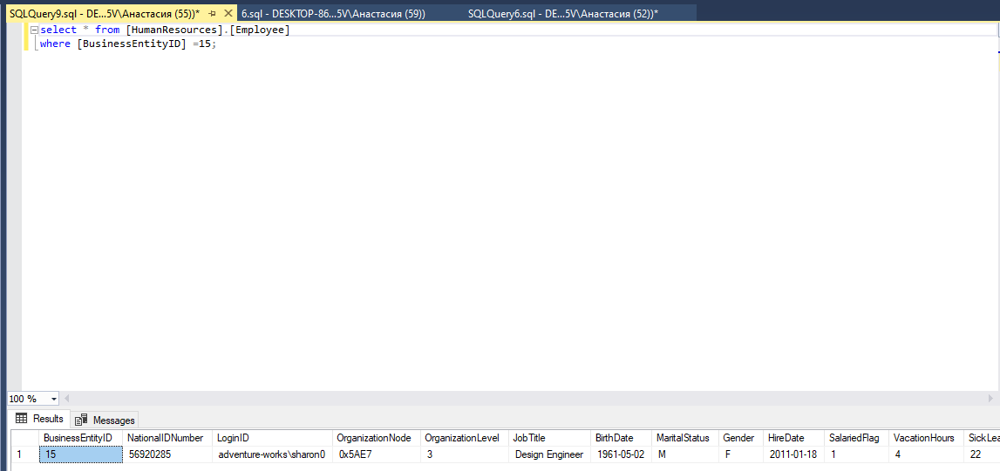 SQLQuery9.sql - DE...5V\Анастасия (55))* 6.sql - DESKTOP-86...5V\Анастасия (59)) SQLQuery6.sql - DE...5V\Анастасия (52))*
select * from [HumanResources].[Employee]
where [BusinessEntityID] =15;
100 %
Results Messages
BusinessEntityID NationalIDNumber LoginID OrganizationNode OrganizationLevel JobTitle BirthDate MaritalStatus Gender HireDate SalariedFlag VacationHours SickLea
1 15 56920285 adventure-works\sharon0 0x5AE7 3 Design Engineer 1961-05-02 M F 2011-01-18 1 4 22